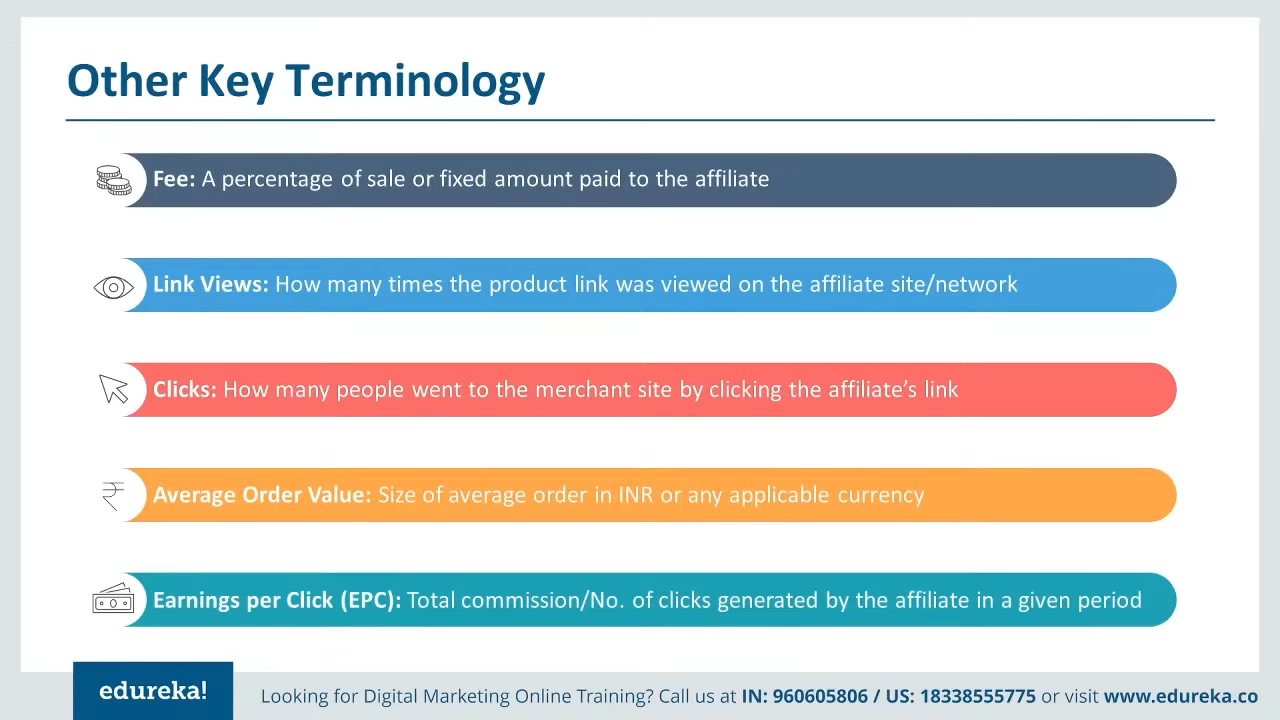 Other Key Terminology
Fee: A percentage of sale or fixed amount paid to the affiliate
Link Views: How many times the product link was viewed on the affiliate site/network
Clicks: How many people went to the merchant site by clicking the affiliate’s link
Average Order Value: Size of average order in INR or any applicable currency
Earnings per Click (EPC): Total commission/No. of clicks generated by the affiliate in a given period
edureka!
Looking for Digital Marketing Online Training? Call us at IN: 960605806 / US: 18338555775 or visit www.edureka.co